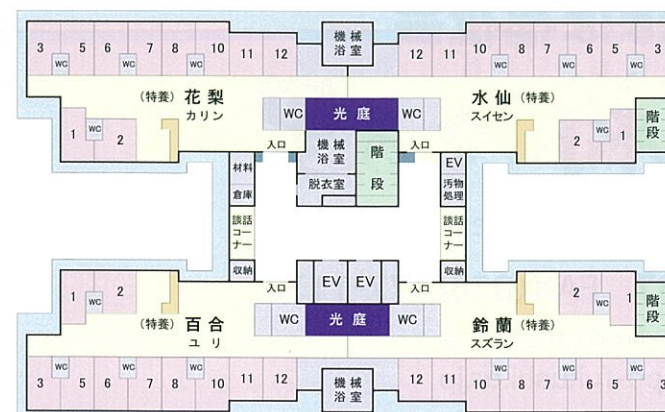 機械
浴室
3 5 6 7 8 10 11 12
WC WC WC WC
12 11 10 8 7 6 5 3
WC WC WC WC
(特養) 花梨
カリン
WC 光庭 WC
水仙 (特養)
スイセン
階段
1 WC 2
2 WC 1
入口
機械
浴室
階段
入口
材料
倉庫
脱衣室
EV
汚物
処理
談話
コーナー
談話
コーナー
収納
EV EV
収納
入口
入口
1 WC 2
2 WC 1
階段
(特養) 百合
ユリ
WC 光庭 WC
鈴蘭 (特養)
スズラン
WC WC WC WC
3 5 6 7 8 10 11 12
機械
浴室
WC WC WC WC
12 11 10 8 7 6 5 3